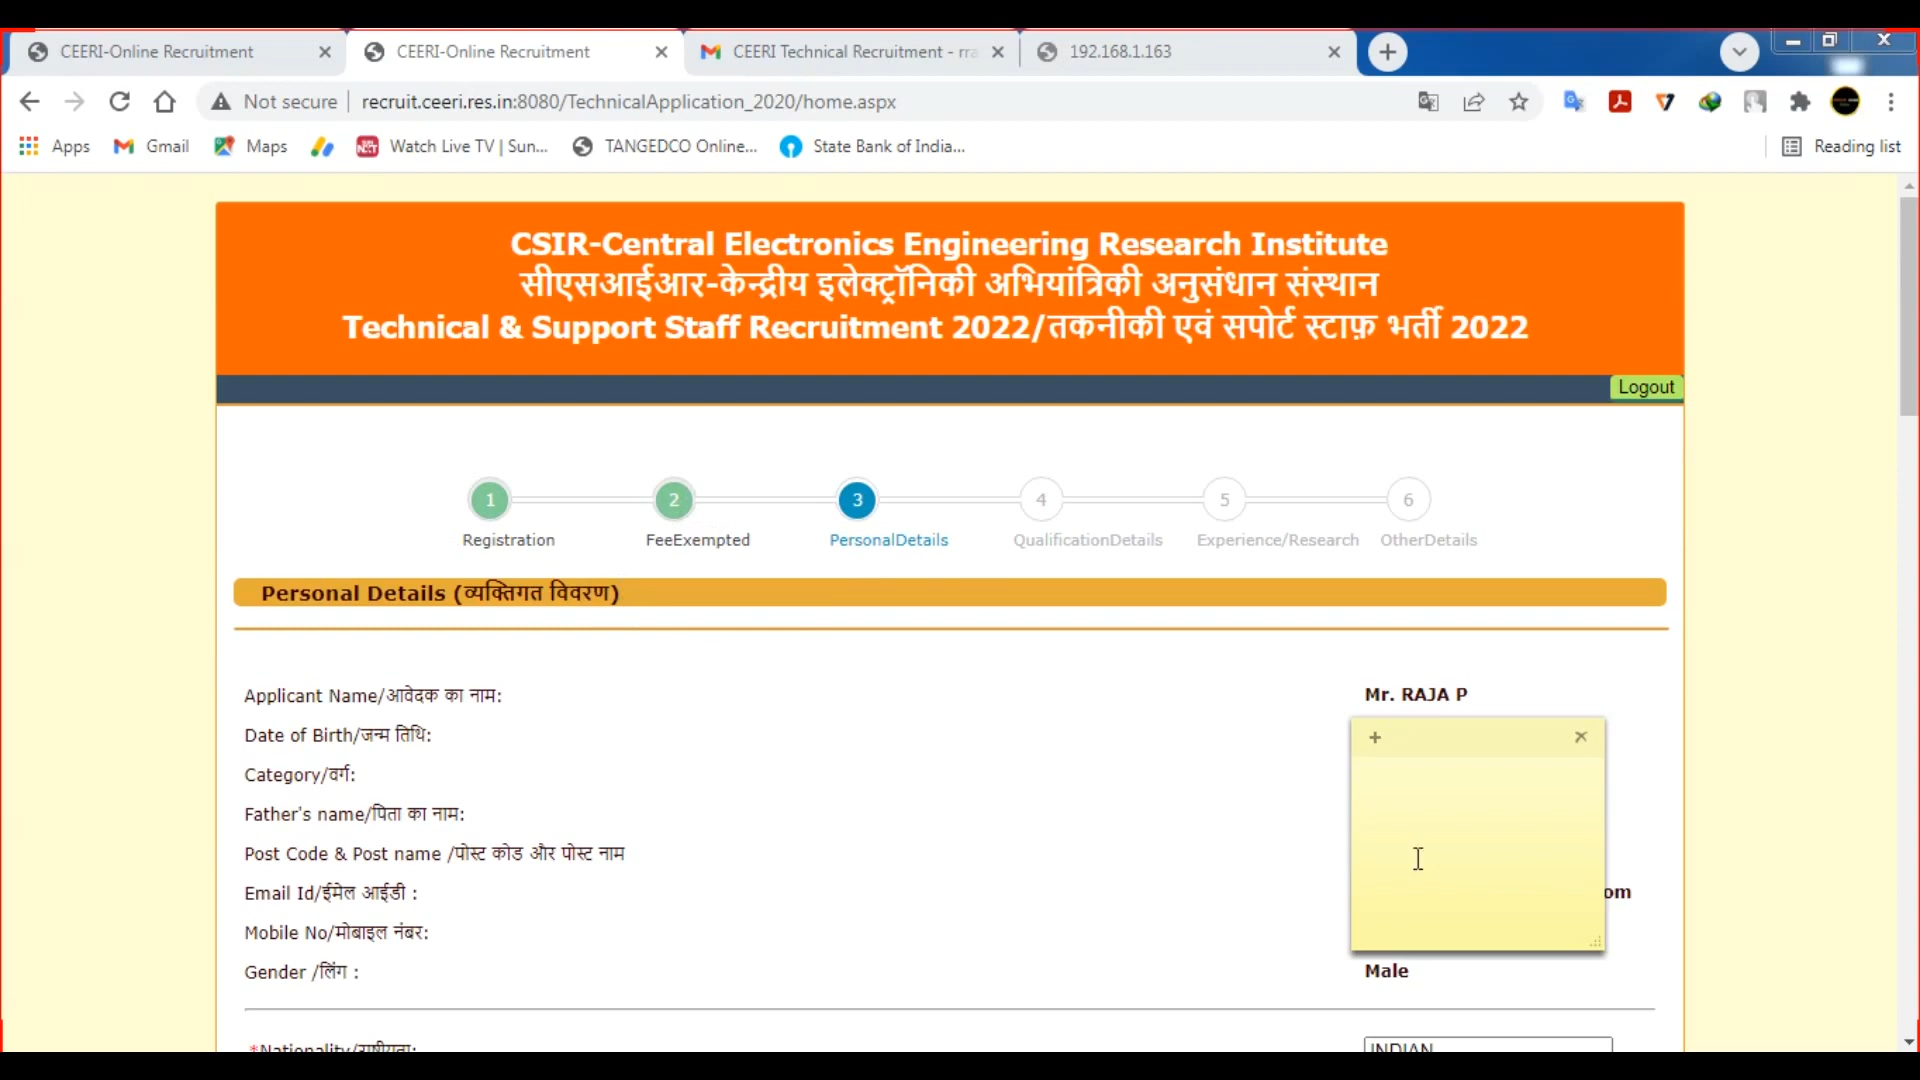 CEERI-Online Recruitment
CEERI-Online Recruitment
CEERI Technical Recruitment - rra
192.168.1.163
Not secure
recruit.ceeri.res.in:8080/TechnicalApplication_2020/home.aspx
Apps
Gmail
Maps
Watch Live TV | Sun...
TANGEDCO Online...
State Bank of India...
Reading list
CSIR-Central Electronics Engineering Research Institute
सीएसआईआर-केन्द्रीय इलेक्ट्रॉनिकी अभियांत्रिकी अनुसंधान संस्थान
Technical & Support Staff Recruitment 2022/तकनीकी एवं सपोर्ट स्टाफ़ भर्ती 2022
Logout
1 2 3 4 5 6
Registration FeeExempted PersonalDetails QualificationDetails Experience/Research OtherDetails
Personal Details (व्यक्तिगत विवरण)
Applicant Name/आवेदक का नाम: Mr. RAJA P
Date of Birth/जन्म तिथि:
Category/वर्ग:
Father's name/पिता का नाम:
Post Code & Post name /पोस्ट कोड और पोस्ट नाम
Email Id/ईमेल आईडी : om
Mobile No/मोबाइल नंबर:
Gender /लिंग : Male
*Nationality/राष्ट्रीयता: INDIAN